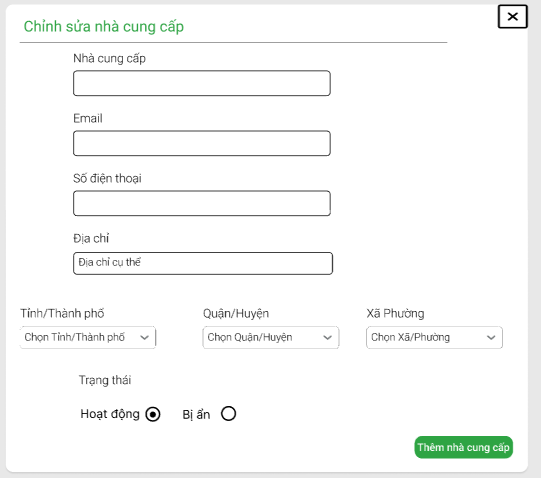 Chỉnh sửa nhà cung cấp
Nhà cung cấp
Email
Số điện thoại
Địa chỉ
Địa chỉ cụ thể
Tỉnh/Thành phố Quận/Huyện Xã Phường
Chọn Tỉnh/Thành phố Chọn Quận/Huyện Chọn Xã/Phường
Trạng thái
Hoạt động Bị ẩn
Thêm nhà cung cấp